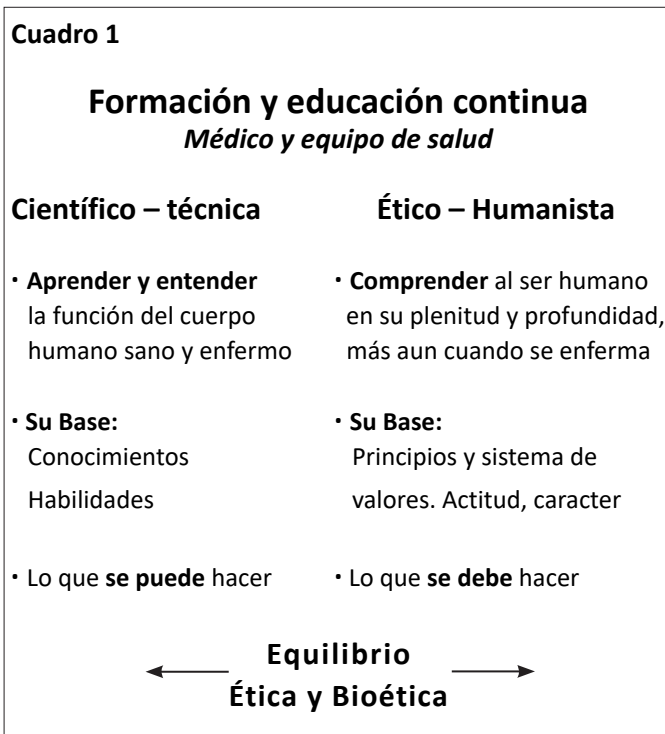 Cuadro 1
Formación y educación continua
Médico y equipo de salud
Científico – técnica
• Aprender y entender
la función del cuerpo
humano sano y enfermo
• Su Base:
Conocimientos
Habilidades
• Lo que se puede hacer
Ético – Humanista
• Comprender al ser humano
en su plenitud y profundidad,
más aun cuando se enferma
• Su Base:
Principios y sistema de
valores. Actitud, caracter
• Lo que se debe hacer
Equilibrio
Ética y Bioética